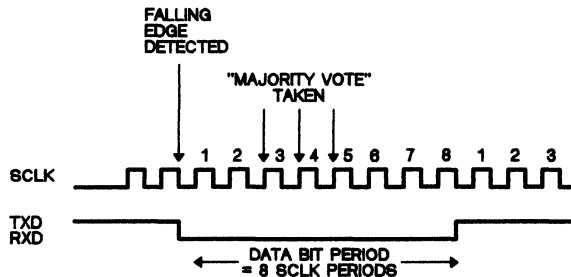 FALLING
EDGE
DETECTED
"MAJORITY VOTE"
TAKEN
1 2 3 4 5 6 7 8 1 2 3
SCLK
TXD
RXD
DATA BIT PERIOD
= 8 SCLK PERIODS